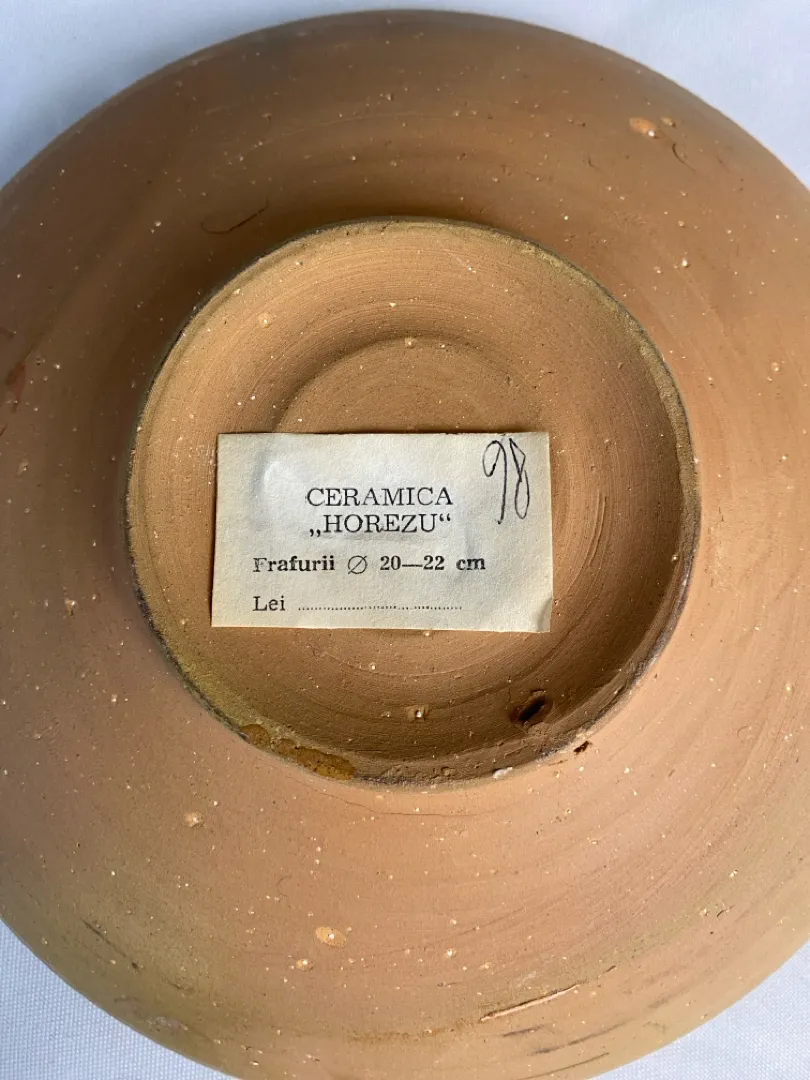 98
CERAMICA
„HOREZU“
Frafurii ∅ 20—22 cm
Lei ........................................